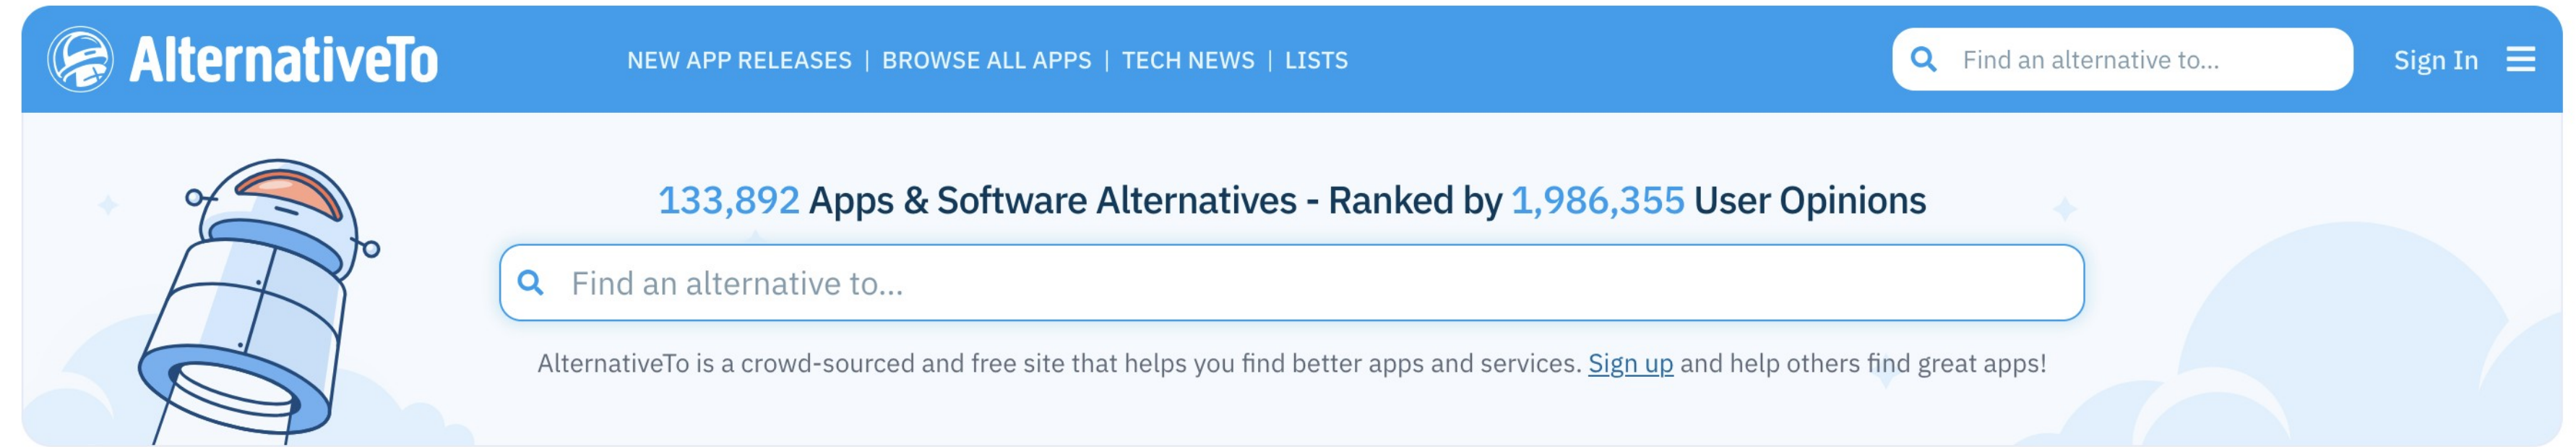 AlternativeTo
NEW APP RELEASES | BROWSE ALL APPS | TECH NEWS | LISTS
Find an alternative to...
Sign In
133,892 Apps & Software Alternatives - Ranked by 1,986,355 User Opinions
Find an alternative to...
AlternativeTo is a crowd-sourced and free site that helps you find better apps and services. Sign up and help others find great apps!